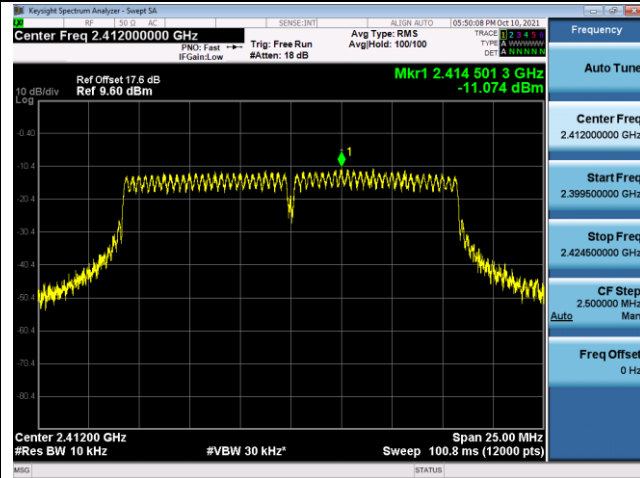 Keysight Spectrum Analyzer - Swept SA
RF 50 Ω AC SENSE:INT ALIGN AUTO 05:50:08 PM Oct 10, 2021
Center Freq 2.412000000 GHz
PNO: Fast
IFGain:Low
Trig: Free Run
#Atten: 18 dB
Avg Type: RMS
Avg|Hold: 100/100
TRACE 1 2 3 4 5 6
TYPE A WWWWW
DET A N N N N N
Ref Offset 17.6 dB
10 dB/div Ref 9.60 dBm
Log
Mkr1 2.414 501 3 GHz
-11.074 dBm
1
-0.40
-10.4
-20.4
-30.4
-40.4
-50.4
-60.4
-70.4
-80.4
Center 2.41200 GHz
Span 25.00 MHz
#Res BW 10 kHz
#VBW 30 kHz*
Sweep 100.8 ms (12000 pts)
MSG
STATUS
Frequency
Auto Tune
Center Freq
2.412000000 GHz
Start Freq
2.399500000 GHz
Stop Freq
2.424500000 GHz
CF Step
2.500000 MHz
Auto Man
Freq Offset
0 Hz